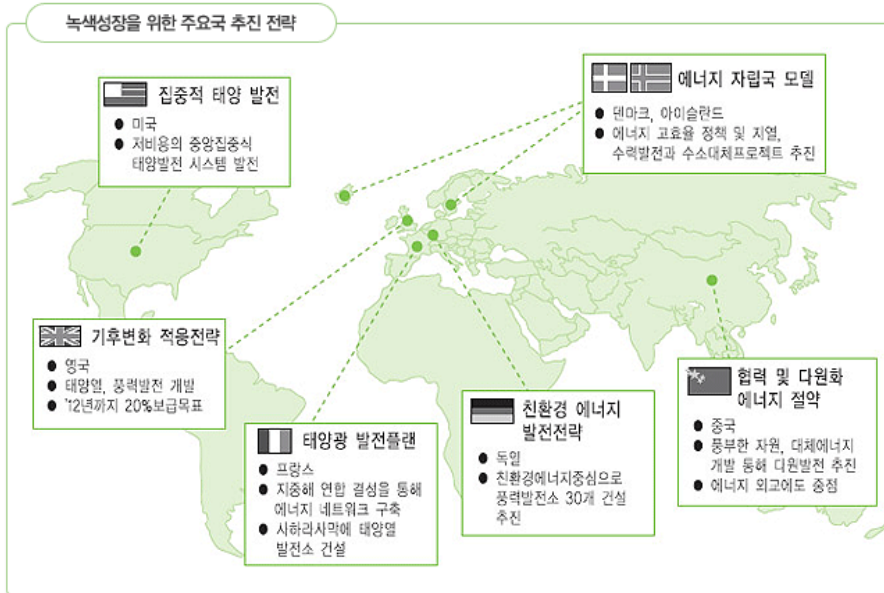 녹색성장을 위한 주요국 추진 전략
집중적 태양 발전
● 미국
● 저비용의 중앙집중식
태양발전 시스템 발전
에너지 자립국 모델
● 덴마크, 아이슬란드
● 에너지 고효율 정책 및 지열,
수력발전과 수소대체프로젝트 추진
기후변화 적응전략
● 영국
● 태양열, 풍력발전 개발
● '12년까지 20%보급목표
태양광 발전플랜
● 프랑스
● 지중해 연합 결성을 통해
에너지 네트워크 구축
● 시하라사막에 태양열
발전소 건설
친환경 에너지
발전전략
● 독일
● 친환경에너지중심으로
풍력발전소 30개 건설
추진
협력 및 다원화
에너지 절약
● 중국
● 풍부한 자원, 대체에너지
개발 통해 다원발전 추진
● 에너지 외교에도 중점